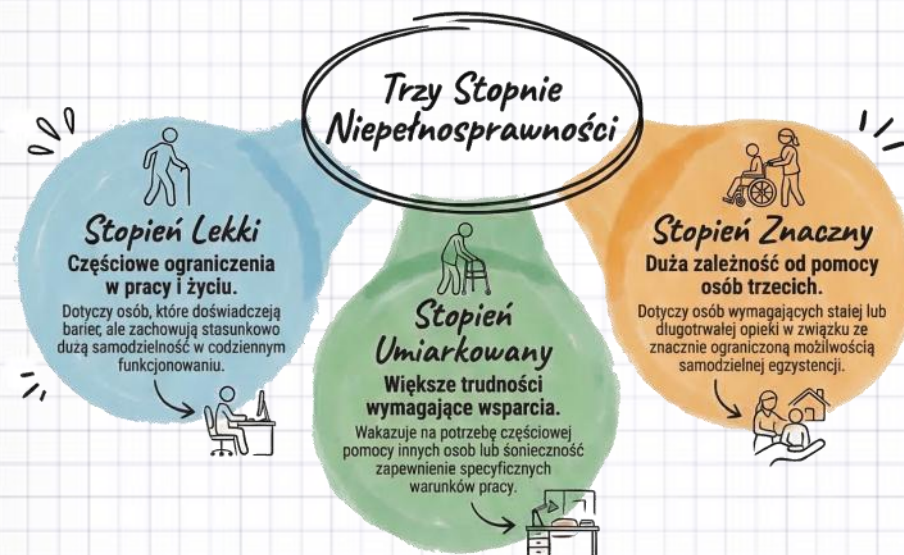 Trzy Stopnie
Niepełnosprawności
Stopień Lekki
Częściowe ograniczenia
w pracy i życiu.
Dotyczy osób, które doświadczeją
barier, ale zachowują stasunkowo
dużą samodzielność w codziennym
funkcjonowaniu.
Stopień
Umiarkowany
Większe trudności
wymagające wsparcia.
Wakazuje na potrzebę częściowej
pomocy innych osob lub śonieczność
zapewnienie specyficznych
warunków pracy.
Stopień Znaczny
Duża zależność od pomocy
osób trzecich.
Dotyczy osób wymagających stałej lub
długotrwałej opieki w związku ze
znacznie ograniczoną możilwością
samodzielnej egzystencji.